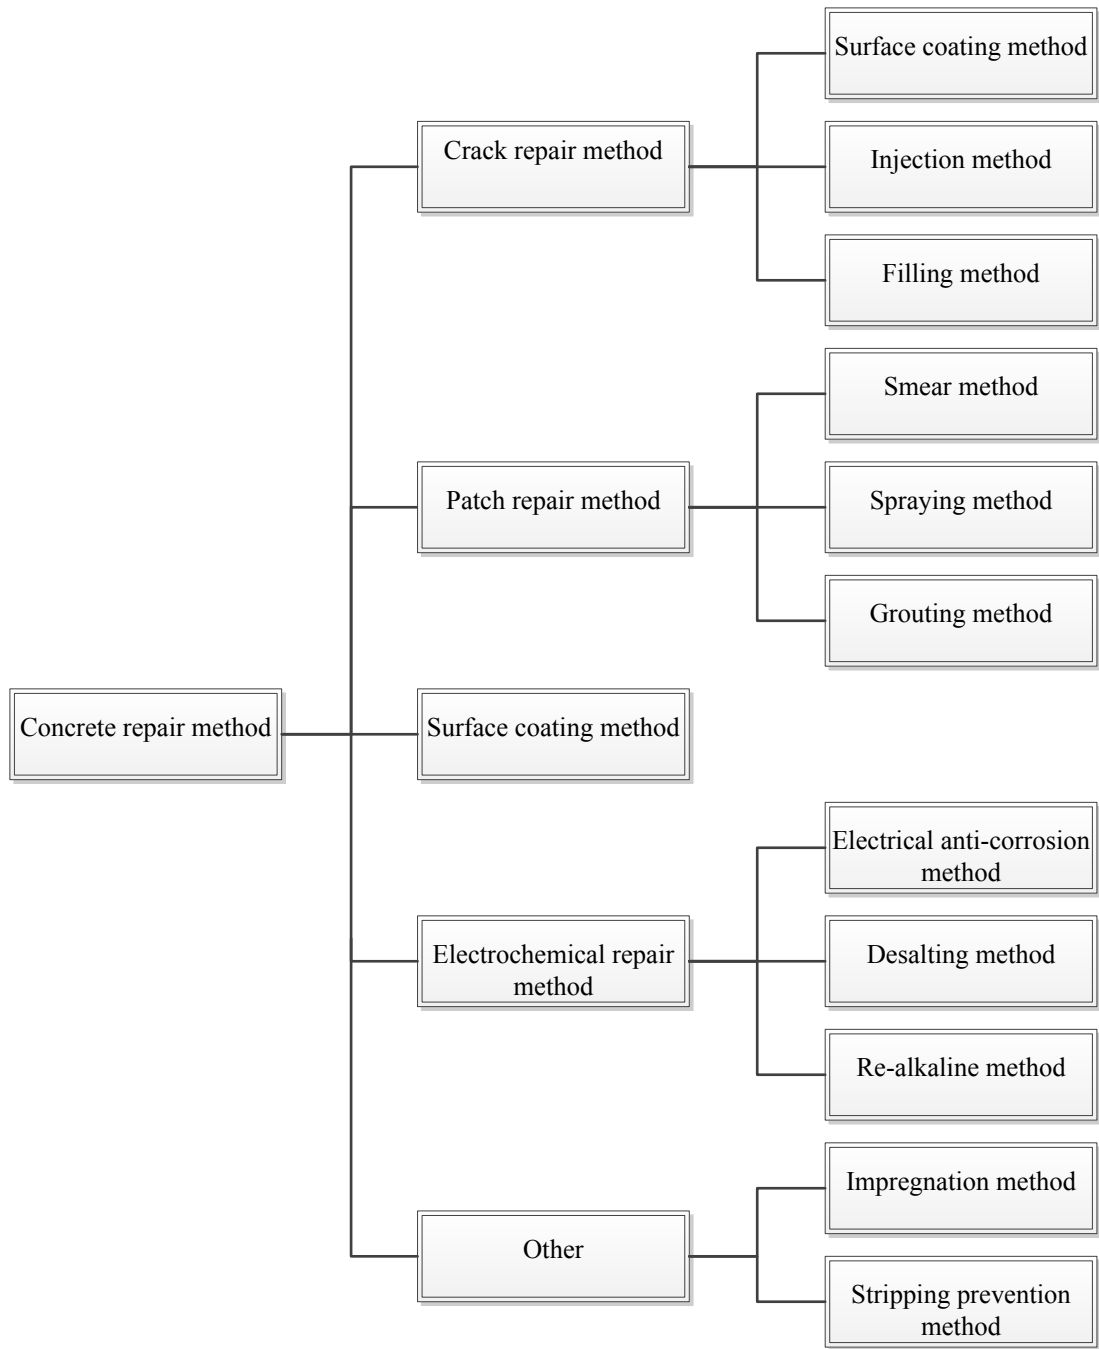 Surface coating method
Crack repair method
Injection method
Filling method
Smear method
Patch repair method
Spraying method
Grouting method
Concrete repair method
Surface coating method
Electrical anti-corrosion
method
Electrochemical repair
method
Desalting method
Re-alkaline method
Impregnation method
Other
Stripping prevention
method